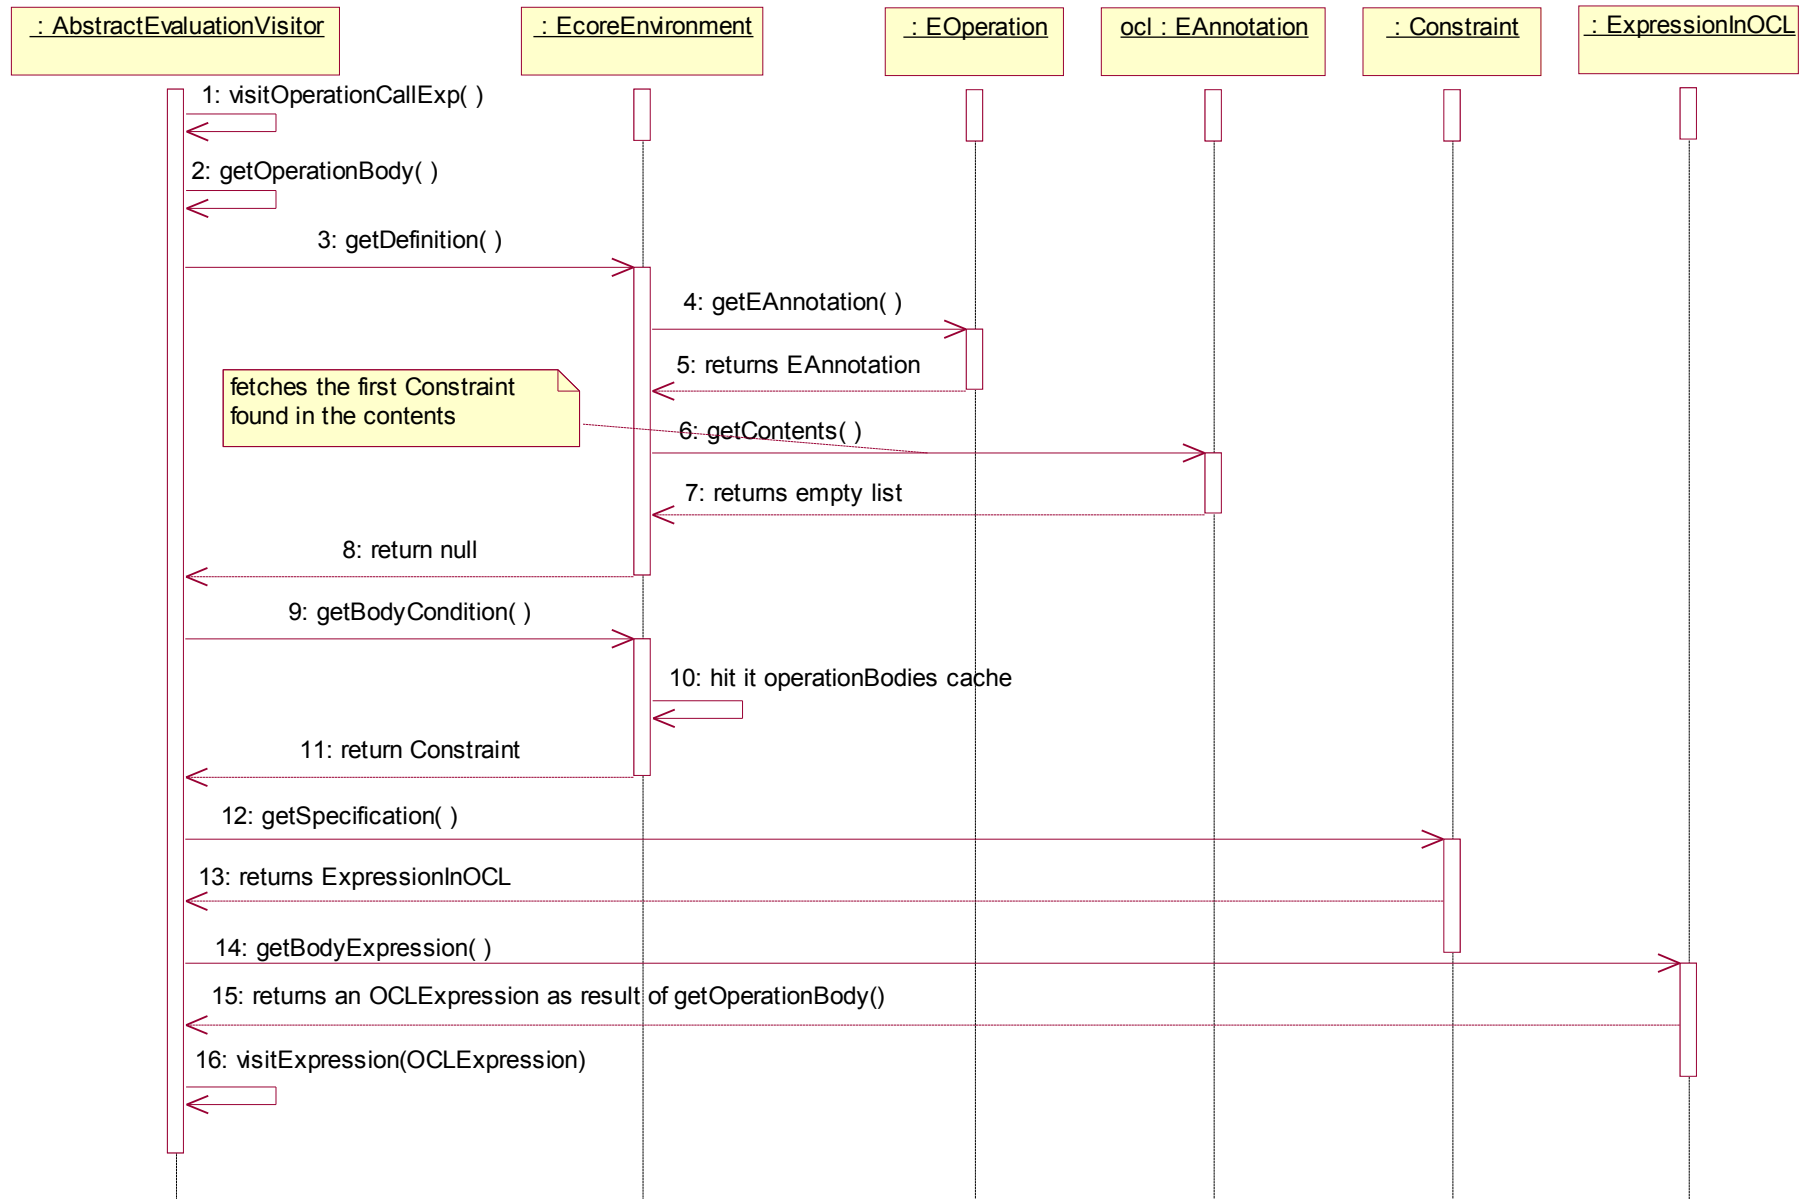 : AbstractEvaluationVisitor
: EcoreEnvironment
: EOperation
ocl : EAnnotation
: Constraint
: ExpressionInOCL
1: visitOperationCallExp( )
2: getOperationBody( )
3: getDefinition( )
4: getEAnnotation( )
5: returns EAnnotation
fetches the first Constraint
found in the contents
6: getContents( )
7: returns empty list
8: return null
9: getBodyCondition( )
10: hit it operationBodies cache
11: return Constraint
12: getSpecification( )
13: returns ExpressionInOCL
14: getBodyExpression( )
15: returns an OCLExpression as result of getOperationBody()
16: visitExpression(OCLExpression)